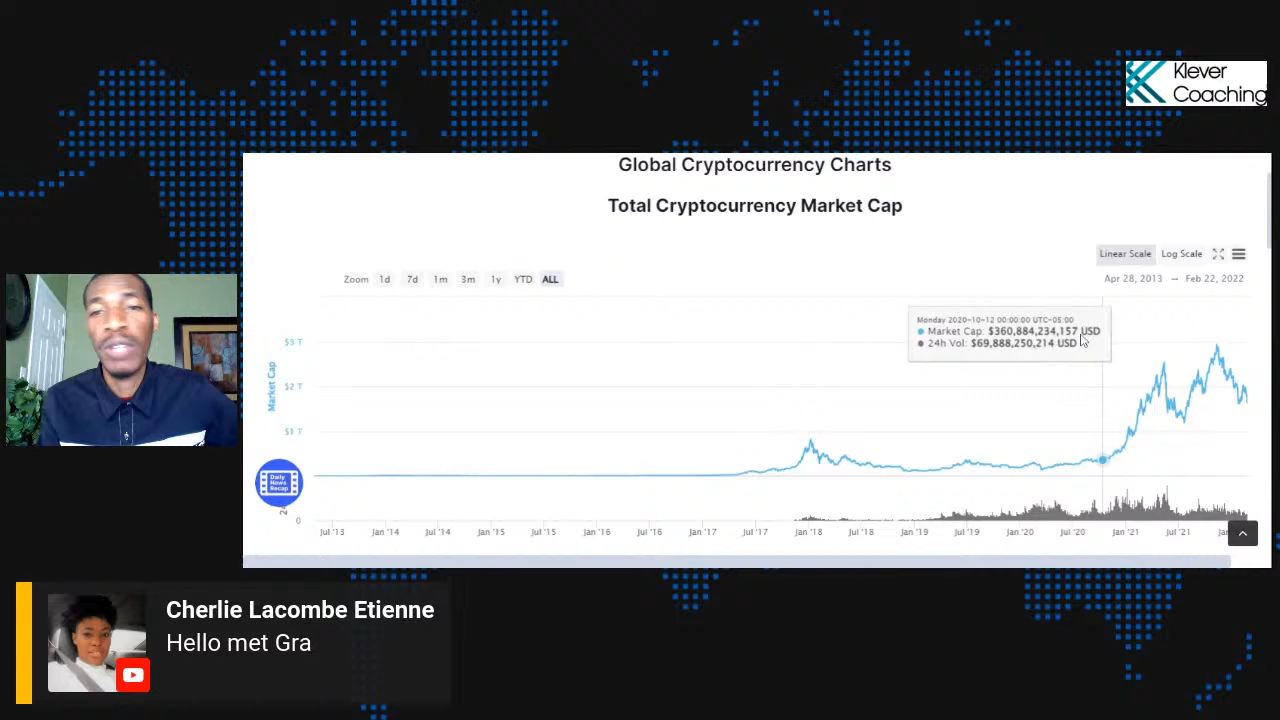 Klever
Coaching
Global Cryptocurrency Charts
Total Cryptocurrency Market Cap
Linear Scale Log Scale
Zoom 1d 7d 1m 3m 1y YTD ALL
Apr 28, 2013 → Feb 22, 2022
Monday 2020-10-12 00:00:00 UTC-05:00
Market Cap: $360,884,234,157 USD
24h Vol: $69,888,250,214 USD
$3 T
$2 T
$1 T
Market Cap
Daily
News
Recap
24
0
Jul '13 Jan '14 Jul '14 Jan '15 Jul '15 Jan '16 Jul '16 Jan '17 Jul '17 Jan '18 Jul '18 Jan '19 Jul '19 Jan '20 Jul '20 Jan '21 Jul '21
Cherlie Lacombe Etienne
Hello met Gra